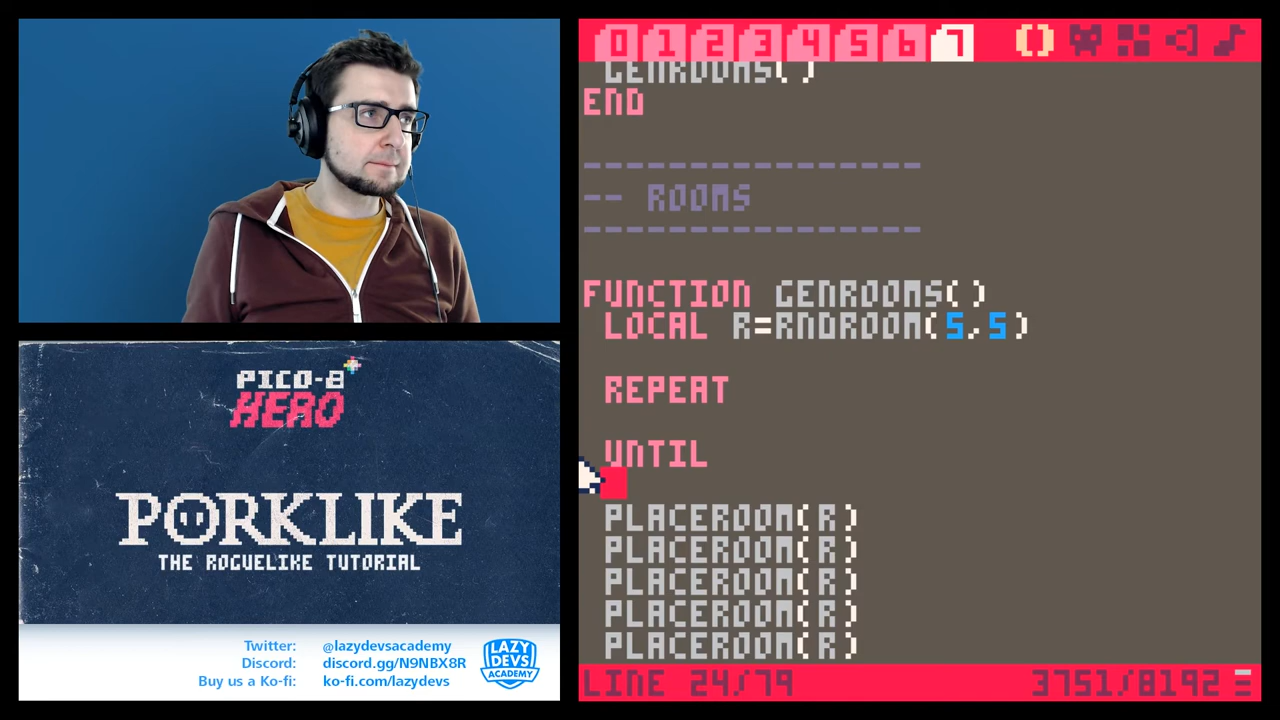 0 1 2 3 4 5 6 7
GENROOMS()
END
----------------
-- ROOMS
----------------
FUNCTION GENROOMS()
LOCAL R=RNDROOM(5,5)
REPEAT
UNTIL
PLACEROOM(R)
PLACEROOM(R)
PLACEROOM(R)
PLACEROOM(R)
PLACEROOM(R)
LINE 24/79 3751/8192
PICO-8
HERO
PORKLIKE
THE ROGUELIKE TUTORIAL
Twitter: @lazydevsacademy
Discord: discord.gg/N9NBX8R
Buy us a Ko-fi: ko-fi.com/lazydevs
LAZY
DEVS
ACADEMY